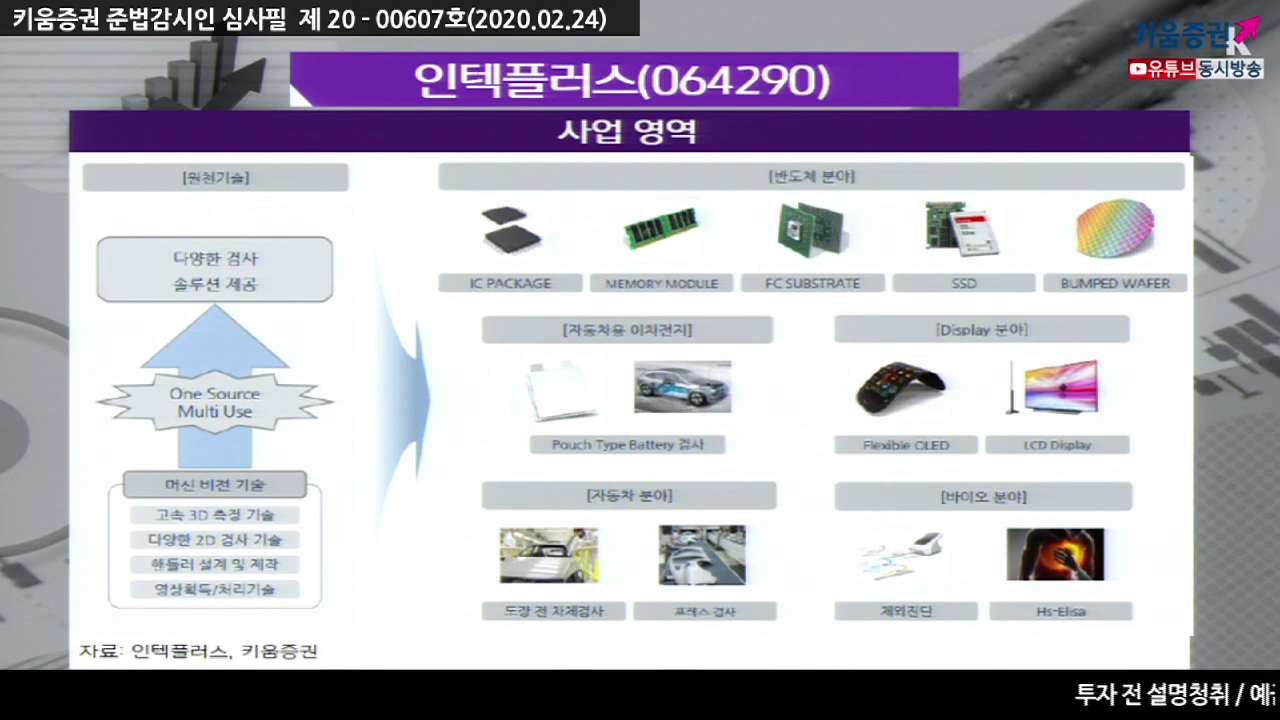 키움증권 준법감시인 심사필 제 20 - 00607호(2020.02.24)
키움증권
유튜브 동시방송
인텍플러스(064290)
사업 영역
[원천기술]
다양한 검사
솔루션 제공
One Source
Multi Use
머신 비전 기술
고속 3D 측정 기술
다양한 2D 검사 기술
핸들러 설계 및 제작
영상획득/처리기술
[반도체 분야]
IC PACKAGE
MEMORY MODULE
FC SUBSTRATE
SSD
BUMPED WAFER
[자동차용 이차전지]
Pouch Type Battery 검사
[Display 분야]
Flexible OLED
LCD Display
[자동차 분야]
도장 전 차체검사
프레스 검사
[바이오 분야]
체외진단
Hs-Elisa
자료: 인텍플러스, 키움증권
투자 전 설명청취 /